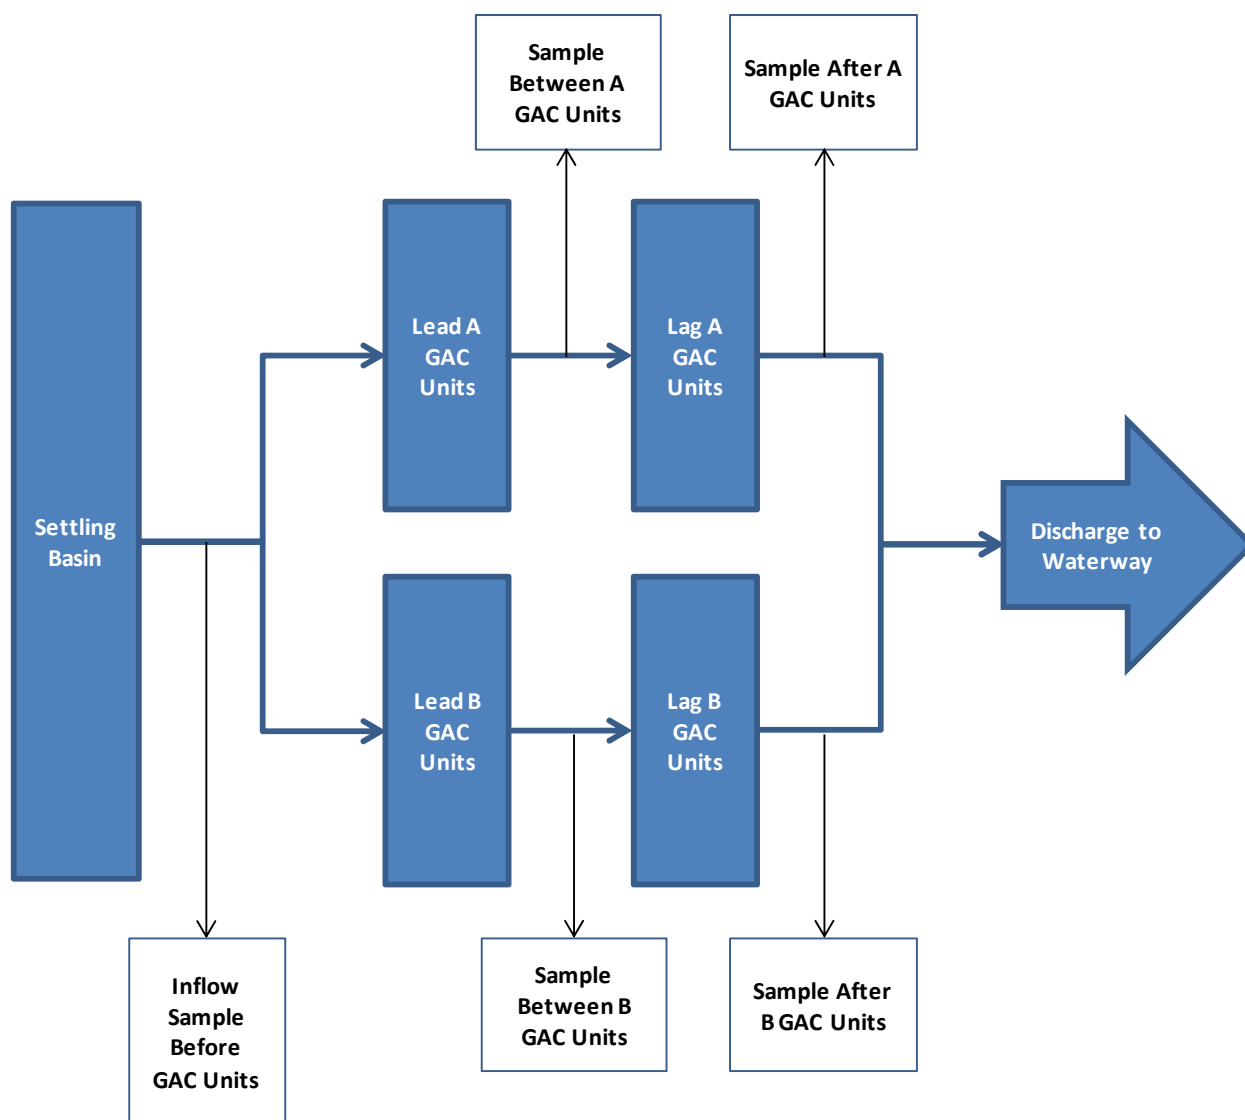 Sample
Between A
GAC Units
Sample After A
GAC Units
Lead A
GAC
Units
Lag A
GAC
Units
Settling
Basin
Discharge to
Waterway
Lead B
GAC
Units
Lag B
GAC
Units
Inflow
Sample
Before
GAC Units
Sample
Between B
GAC Units
Sample After
B GAC Units